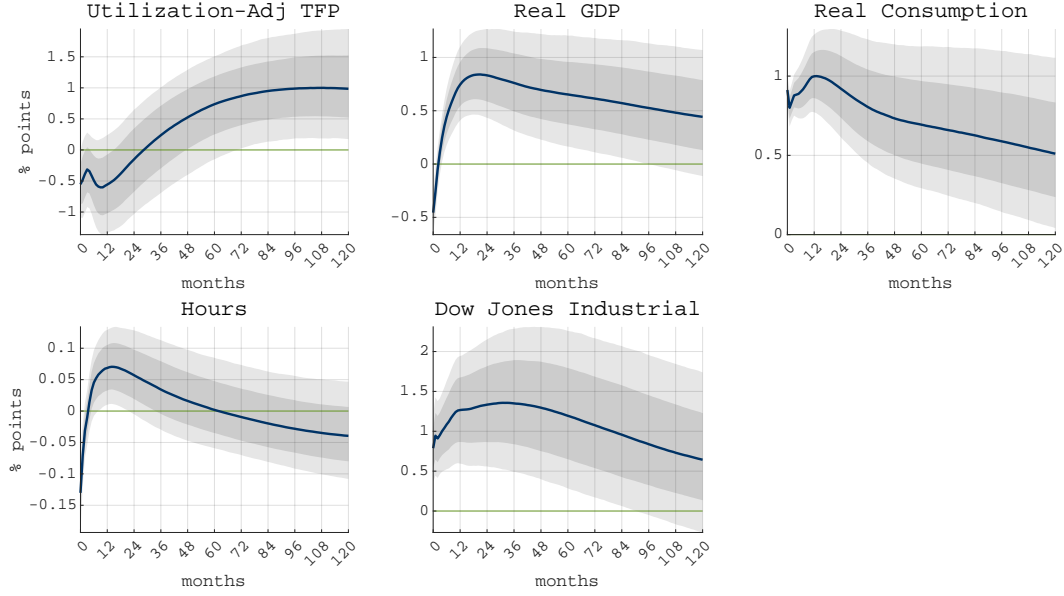 Utilization-Adj TFP
Real GDP
Real Consumption
% points
1.5
1
0.5
0
-0.5
-1
0 12 24 36 48 60 72 84 96 108 120
months
1
0.5
0
-0.5
0 12 24 36 48 60 72 84 96 108 120
months
1
0.5
0
0 12 24 36 48 60 72 84 96 108 120
months
Hours
Dow Jones Industrial
% points
0.1
0.05
0
-0.05
-0.1
-0.15
0 12 24 36 48 60 72 84 96 108 120
months
2
1.5
1
0.5
0
0 12 24 36 48 60 72 84 96 108 120
months